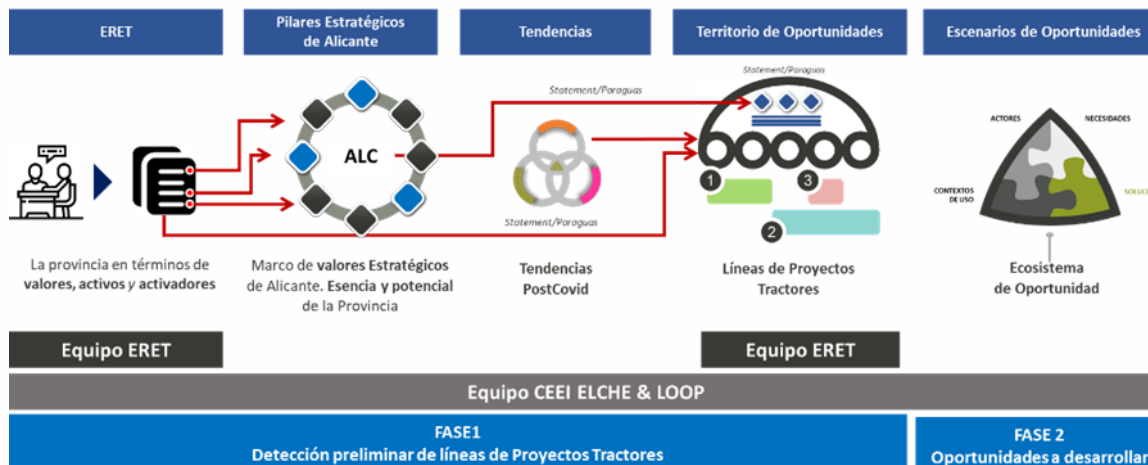 ERET
Pilares Estratégicos
de Alicante
Tendencias
Territorio de Oportunidades
Escenarios de Oportunidades
Statement/Paraguas
Statement/Paraguas
ALC
ACTORES
NECESIDADES
CONTEXTOS
DE USO
1
3
2
Statement/Paraguas
La provincia en términos de
valores, activos y activadores
Marco de valores Estratégicos
de Alicante. Esencia y potencial
de la Provincia
Tendencias
PostCovid
Líneas de Proyectos
Tractores
Ecosistema
de Oportunidad
Equipo ERET
Equipo ERET
Equipo CEEI ELCHE & LOOP
FASE1
Detección preliminar de líneas de Proyectos Tractores
FASE 2
Oportunidades a desarrollar